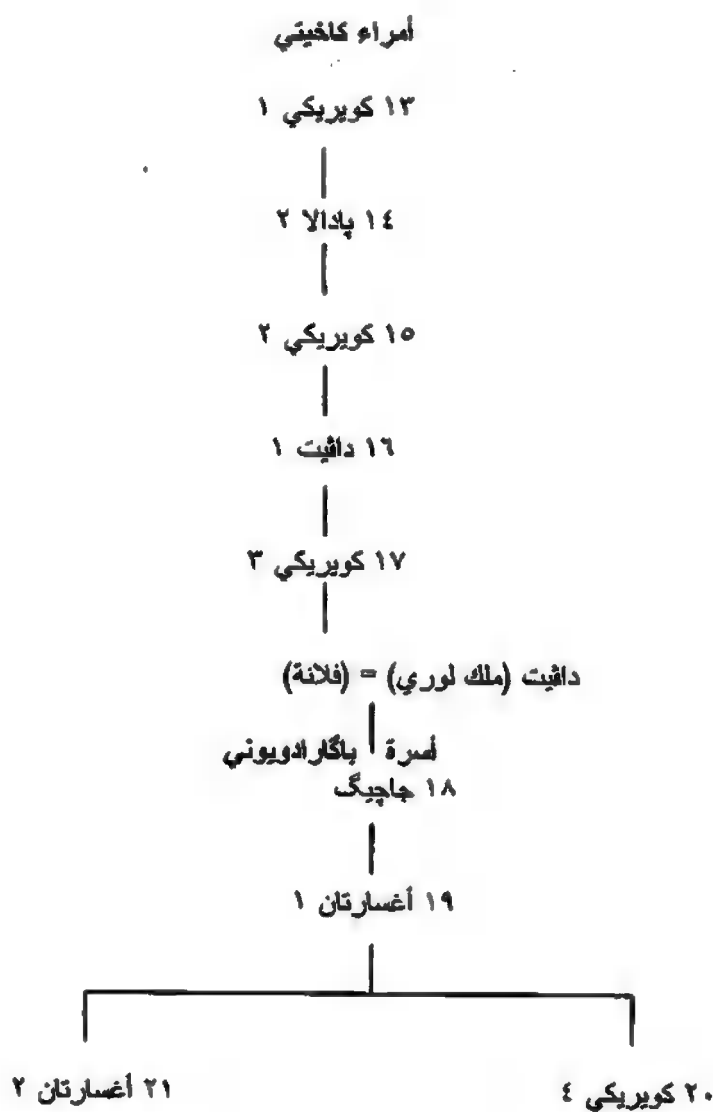 أمراء كاخيتي
١٣ كويريكي ١
١٤ پادالا ٢
١٥ كويريكي ٢
١٦ داڤيت ١
١٧ كويريكي ٣
داڤيت (ملك لوري) = (فلانة)
أسرة باگارادويوني
١٨ جاچيگ
١٩ أغسارتان ١
٢٠ كويريكي ٤
٢١ أغسارتان ٢